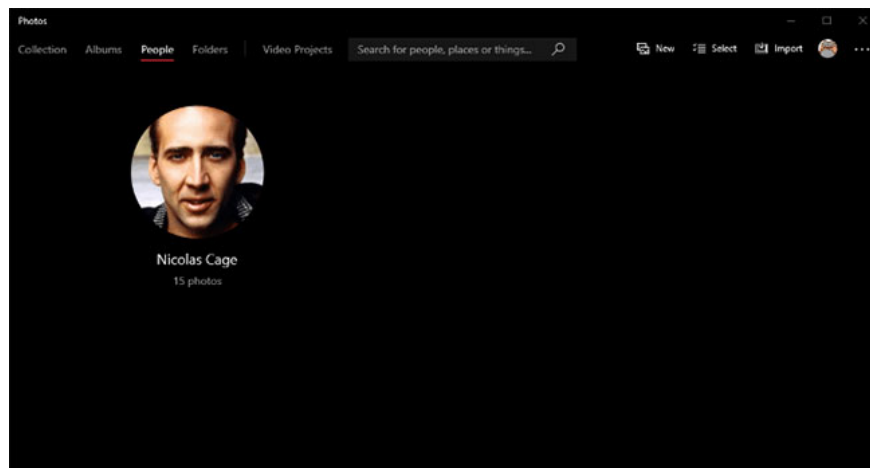 Photos
Collection Albums People Folders Video Projects Search for people, places or things... New Select Import
Nicolas Cage
15 photos